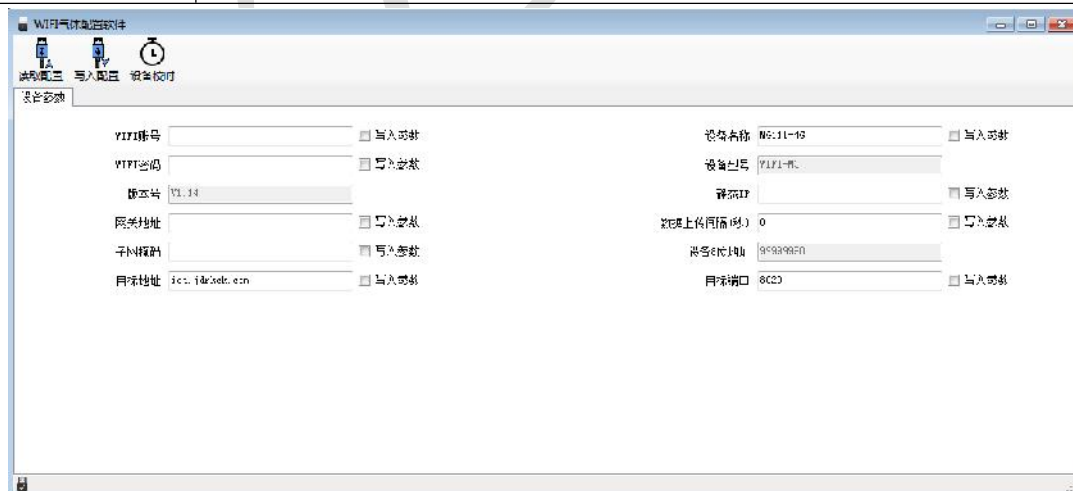 WIFI气体配置软件
读取配置 写入配置 设备校时
设备参数
WIFI账号 写入参数 设备名称 写入参数
WIFI密码 写入参数 设备型号
版本号 V1.14 静态IP 写入参数
网关地址 写入参数 数据上传间隔(秒) 0 写入参数
子网掩码 写入参数 设备8位地址
目标地址 写入参数 目标端口 写入参数